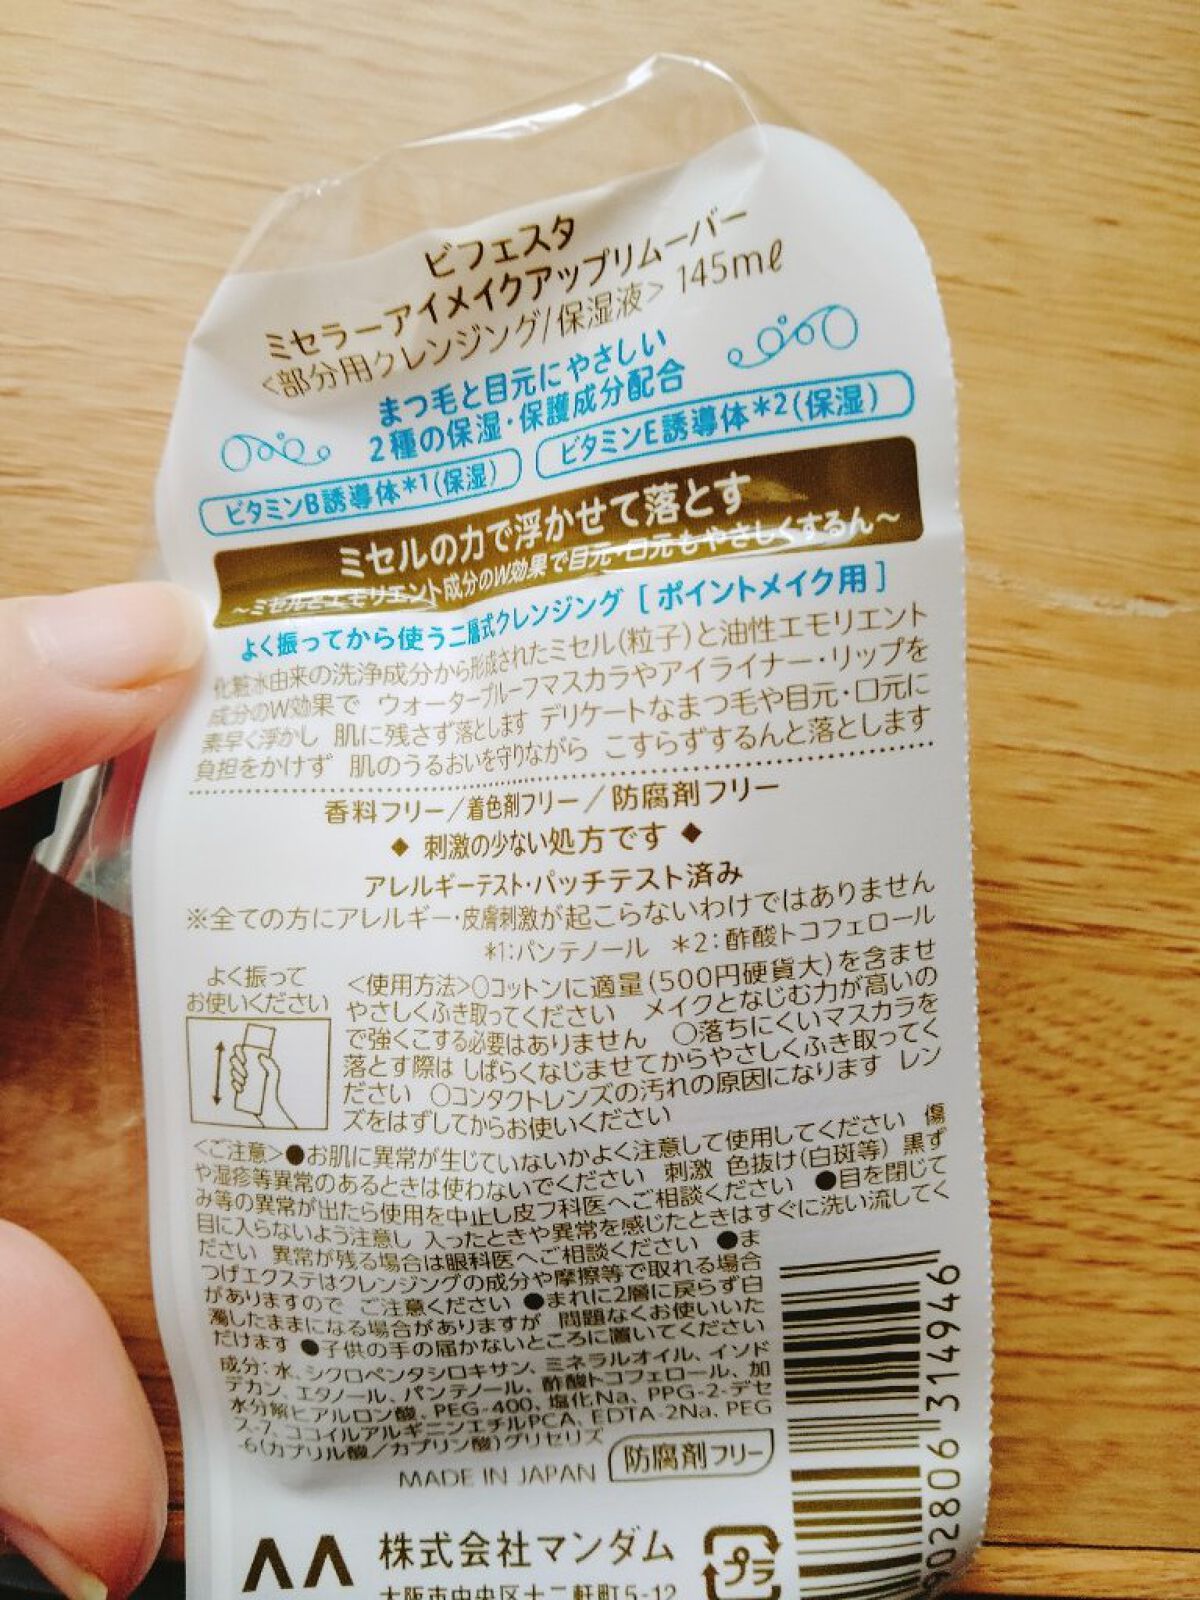 ビフェスタ
ミセラーアイメイクアップリムーバー
<部分用クレンジング/保湿液> 145mℓ
まつ毛と目元にやさしい
2種の保湿・保護成分配合
ビタミンB誘導体*1(保湿)
ビタミンE誘導体*2(保湿)
ミセルの力で浮かせて落とす
～ミセルとエモリエント成分のW効果で目元・口元もやさしくするん～
よく振ってから使う二層式クレンジング [ポイントメイク用]
化粧水由来の洗浄成分から形成されたミセル(粒子)と油性エモリエント
成分のW効果で ウォータープルーフマスカラやアイライナー・リップを
素早く浮かし 肌に残さず落とします デリケートなまつ毛や目元・口元に
負担をかけず 肌のうるおいを守りながら こすらずするんと落とします
香料フリー/着色剤フリー/防腐剤フリー
◆ 刺激の少ない処方です ◆
アレルギーテスト・パッチテスト済み
※全ての方にアレルギー・皮膚刺激が起こらないわけではありません
*1:パンテノール *2:酢酸トコフェロール
よく振って
お使いください
<使用方法>○コットンに適量(500円硬貨大)を含ませ
やさしくふき取ってください メイクとなじむ力が高いの
で強くこする必要はありません ○落ちにくいマスカラを
落とす際は しばらくなじませてからやさしくふき取ってく
ださい ○コンタクトレンズの汚れの原因になります レン
ズをはずしてからお使いください
<ご注意>●お肌に異常が生じていないかよく注意して使用してください 傷
や湿疹等異常のあるときは使わないでください 刺激 色抜け(白斑等) 黒ず
み等の異常が出たら使用を中止し皮フ科医へご相談ください ●目を閉じて
目に入らないよう注意し 入ったときや異常を感じたときはすぐに洗い流してく
ださい 異常が残る場合は眼科医へご相談ください ●ま
つげエクステはクレンジングの成分や摩擦等で取れる場合
がありますので ご注意ください ●まれに2層に戻らず白
濁したままになる場合がありますが 問題なくお使いいた
だけます ●子供の手の届かないところに置いてください
成分:水、シクロペンタシロキサン、ミネラルオイル、イソド
デカン、エタノール、パンテノール、酢酸トコフェロール、加
水分解ヒアルロン酸、PEG-400、塩化Na、PPG-2-デセ
ス-7、ココイルアルギニンエチルPCA、EDTA-2Na、PEG
-6(カプリル酸/カプリン酸)グリセリズ
MADE IN JAPAN
防腐剤フリー
株式会社マンダム
プラ
大阪市中央区十二軒町5-12
902806 314946